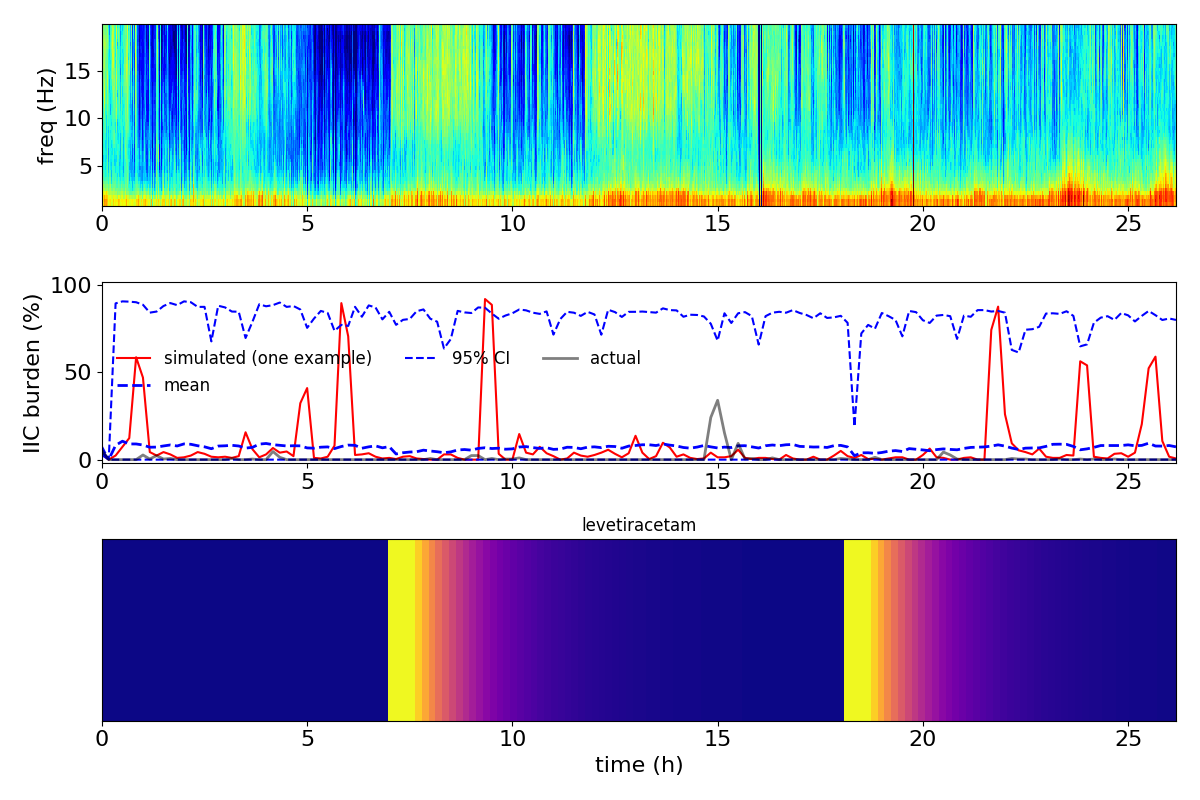 freq (Hz)
15
10
5
0 5 10 15 20 25
IIC burden (%)
100
50
0
simulated (one example) 95% CI actual
mean
0 5 10 15 20 25
levetiracetam
0 5 10 15 20 25
time (h)